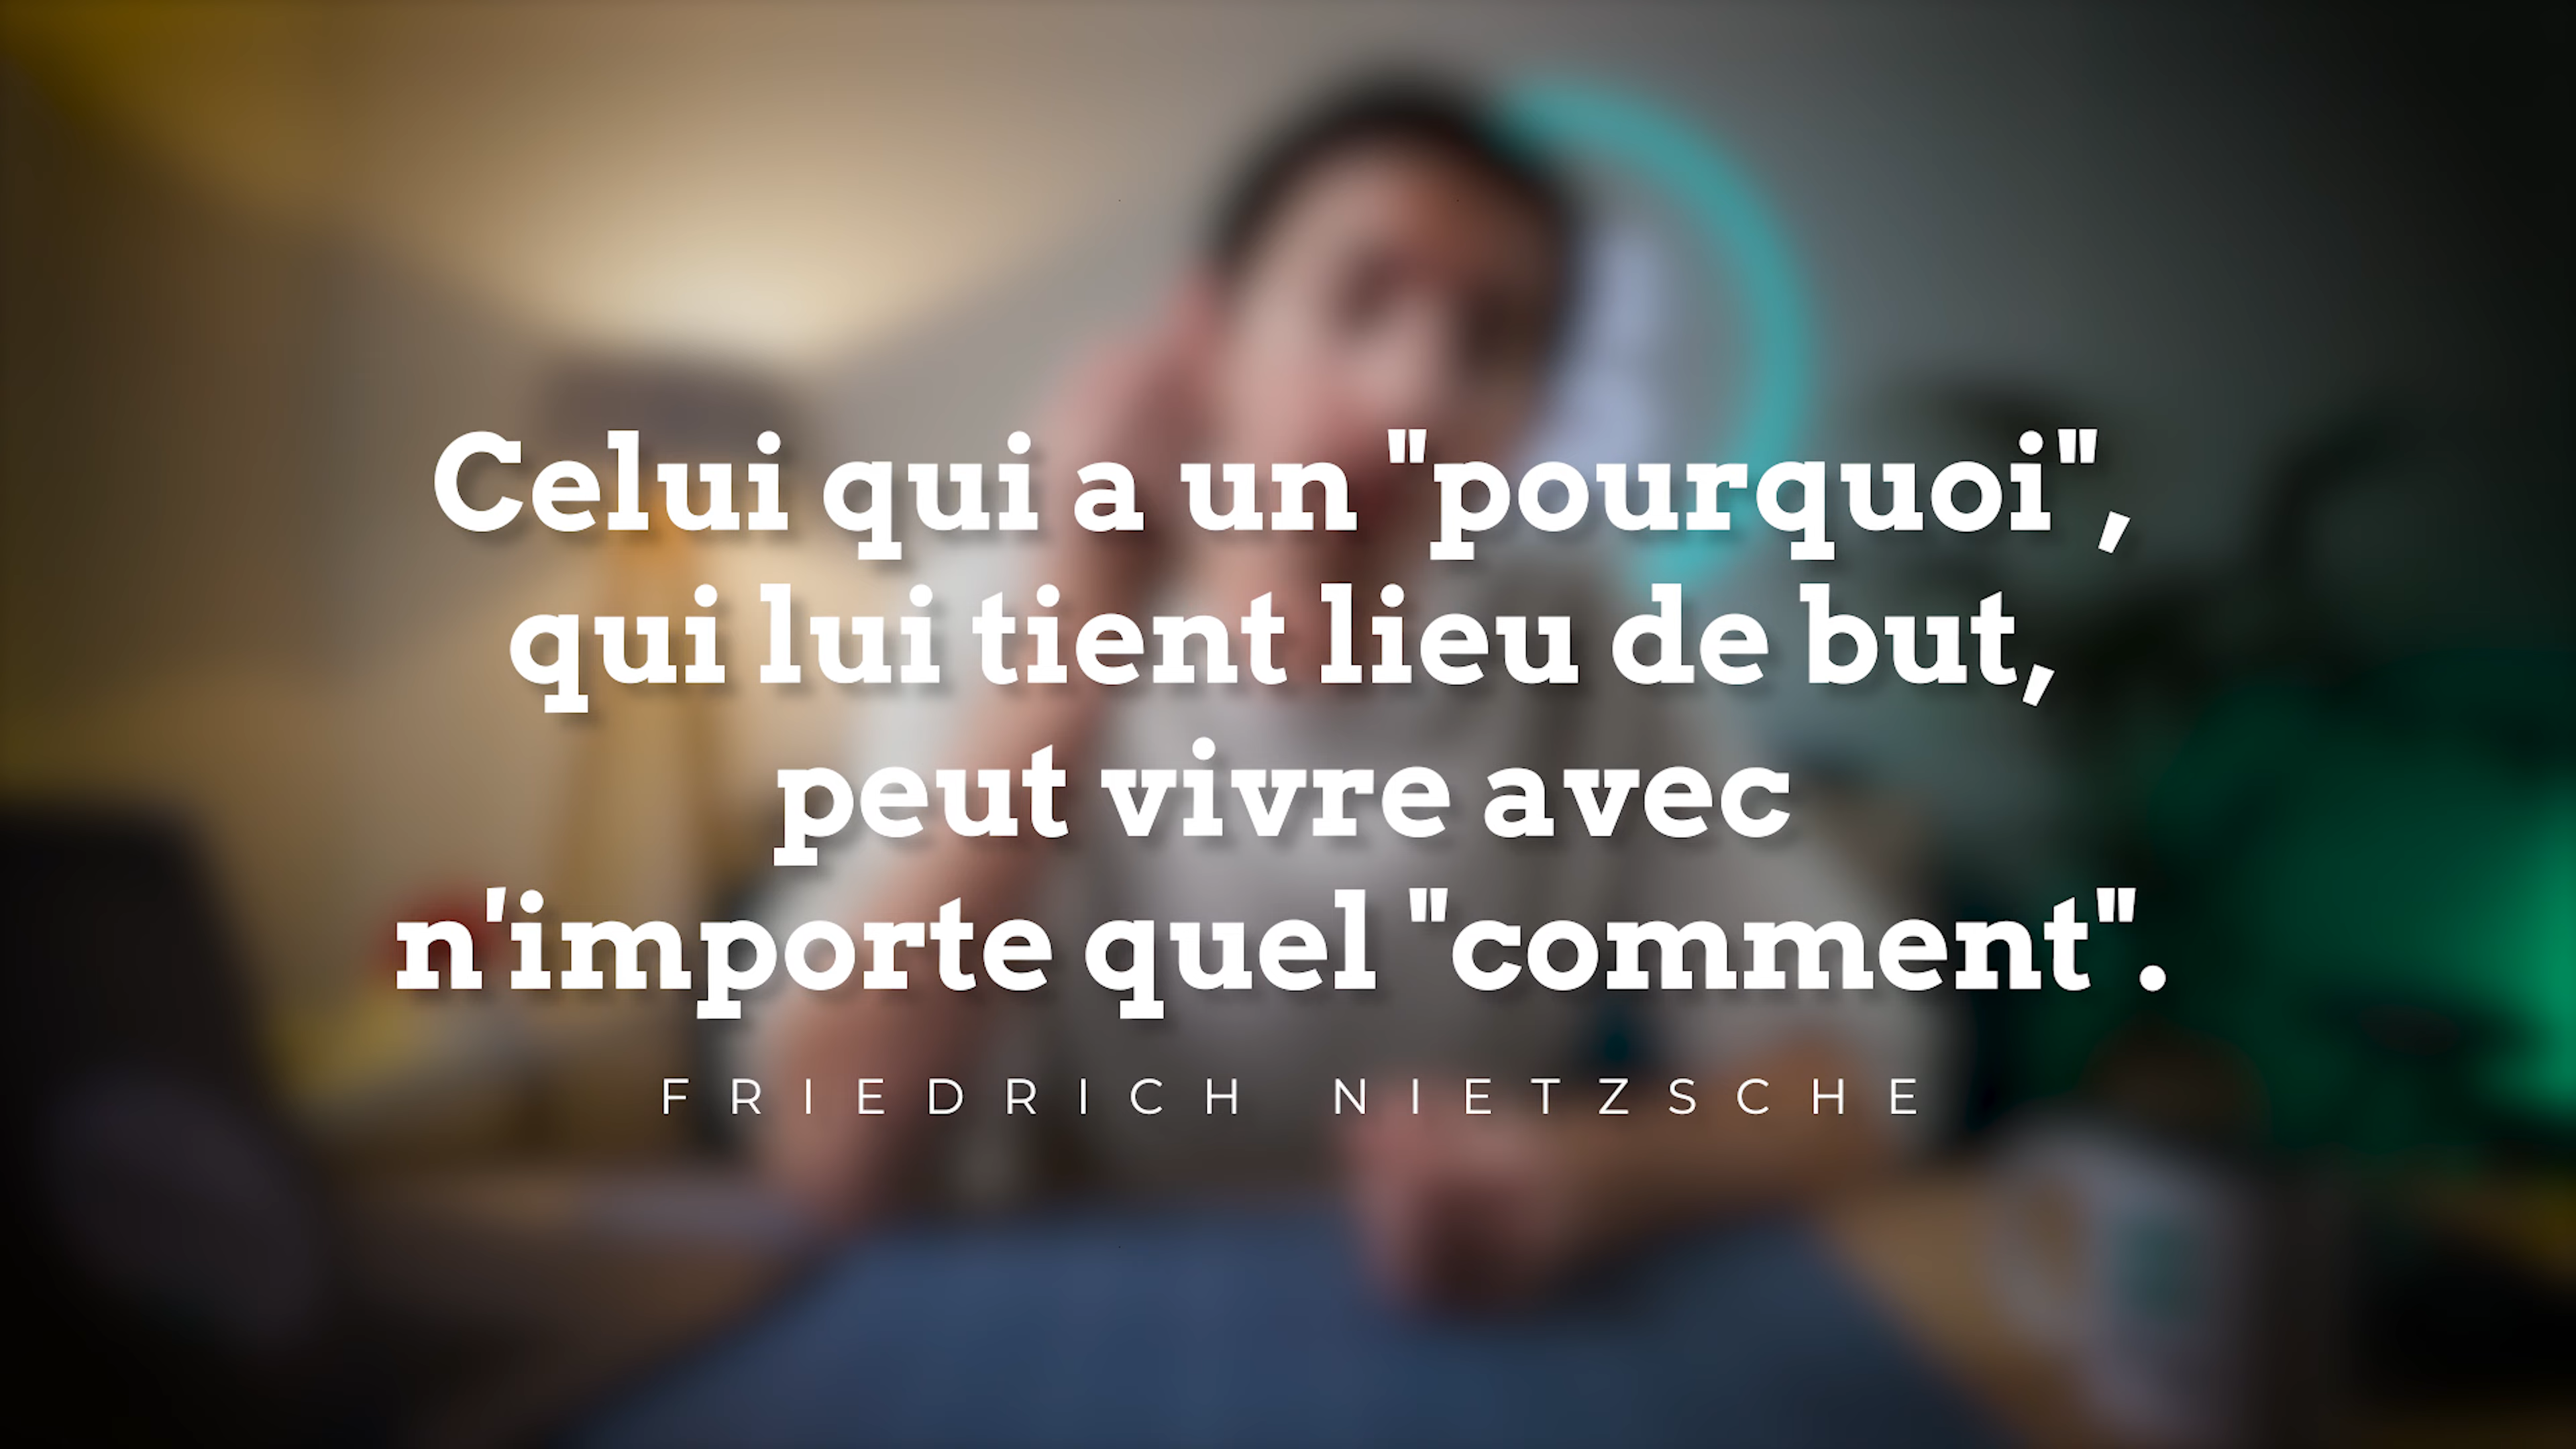 Celui qui a un "pourquoi",
qui lui tient lieu de but,
peut vivre avec
n'importe quel "comment".
FRIEDRICH NIETZSCHE